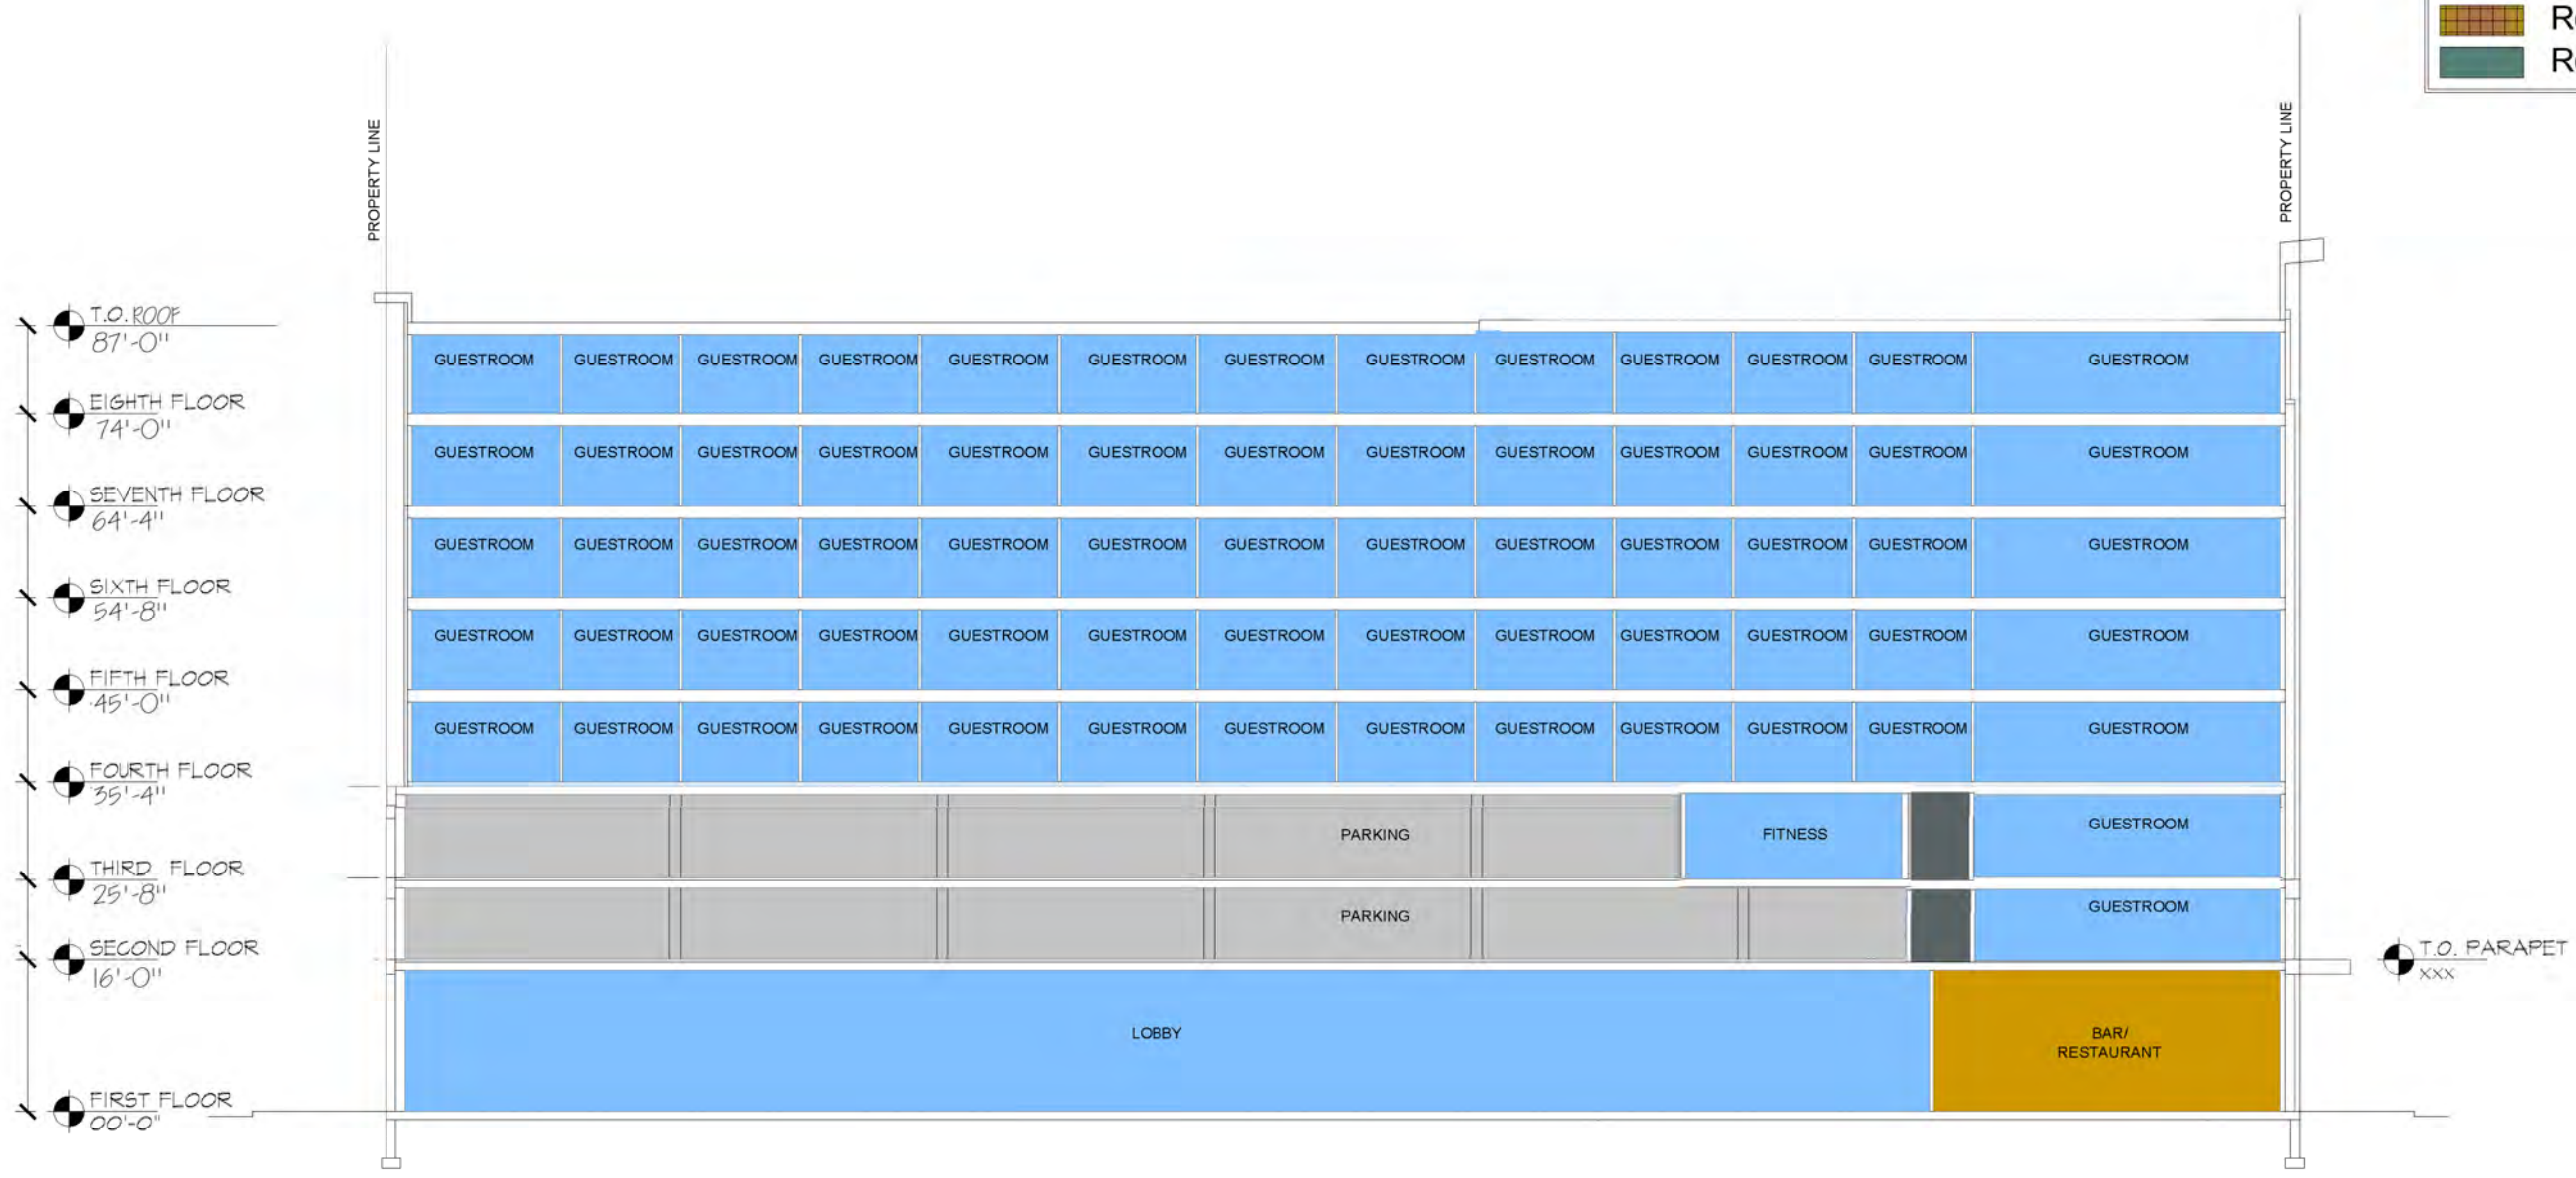 R
R
PROPERTY LINE
PROPERTY LINE
T.O. ROOF
87'-0"
GUESTROOM GUESTROOM GUESTROOM GUESTROOM GUESTROOM GUESTROOM GUESTROOM GUESTROOM GUESTROOM GUESTROOM GUESTROOM GUESTROOM GUESTROOM
EIGHTH FLOOR
74'-0"
GUESTROOM GUESTROOM GUESTROOM GUESTROOM GUESTROOM GUESTROOM GUESTROOM GUESTROOM GUESTROOM GUESTROOM GUESTROOM GUESTROOM GUESTROOM
SEVENTH FLOOR
64'-4"
GUESTROOM GUESTROOM GUESTROOM GUESTROOM GUESTROOM GUESTROOM GUESTROOM GUESTROOM GUESTROOM GUESTROOM GUESTROOM GUESTROOM GUESTROOM
SIXTH FLOOR
54'-8"
GUESTROOM GUESTROOM GUESTROOM GUESTROOM GUESTROOM GUESTROOM GUESTROOM GUESTROOM GUESTROOM GUESTROOM GUESTROOM GUESTROOM GUESTROOM
FIFTH FLOOR
45'-0"
GUESTROOM GUESTROOM GUESTROOM GUESTROOM GUESTROOM GUESTROOM GUESTROOM GUESTROOM GUESTROOM GUESTROOM GUESTROOM GUESTROOM GUESTROOM
FOURTH FLOOR
35'-4"
PARKING FITNESS GUESTROOM
THIRD FLOOR
25'-8"
PARKING GUESTROOM
SECOND FLOOR
16'-0"
T.O. PARAPET
XXX
LOBBY
BAR/
RESTAURANT
FIRST FLOOR
00'-0"